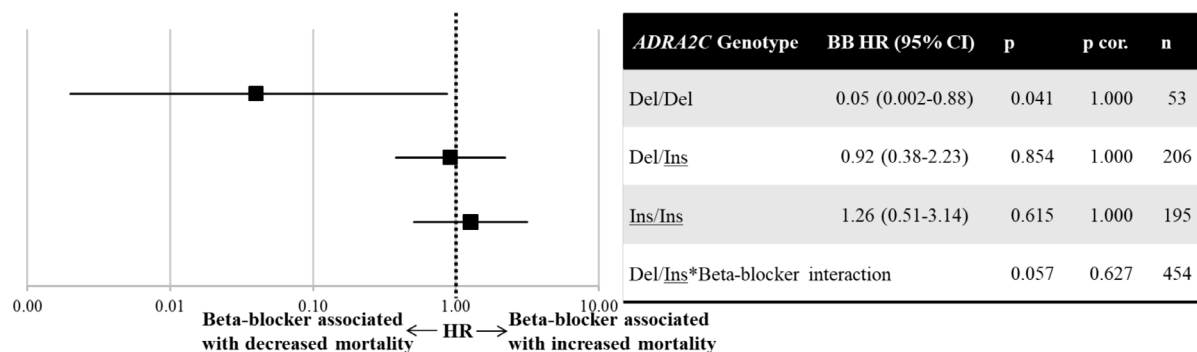 ADRA2C Genotype BB HR (95% CI) p p cor. n
Del/Del 0.05 (0.002-0.88) 0.041 1.000 53
Del/Ins 0.92 (0.38-2.23) 0.854 1.000 206
Ins/Ins 1.26 (0.51-3.14) 0.615 1.000 195
Del/Ins*Beta-blocker interaction 0.057 0.627 454
0.00 0.01 0.10 1.00 10.00
Beta-blocker associated ← HR → Beta-blocker associated
with decreased mortality with increased mortality